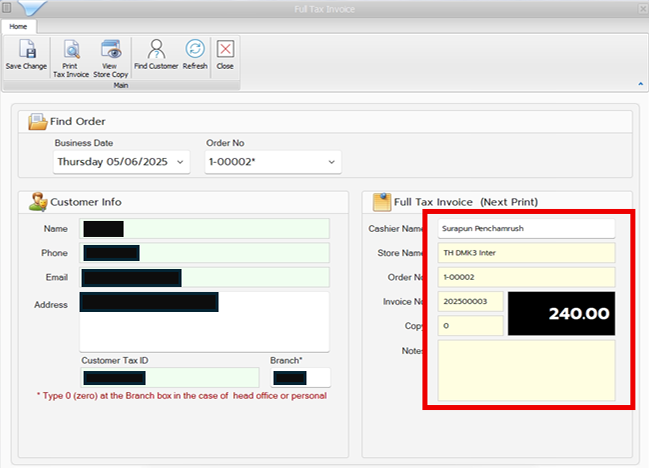 Full Tax Invoice
Home
Save Change
Print
Tax Invoice
View
Store Copy
Find Customer
Refresh
Close
Main
Find Order
Business Date
Order No
Thursday 05/06/2025
1-00002*
Customer Info
Name
Phone
Email
Address
Customer Tax ID
Branch*
* Type 0 (zero) at the Branch box in the case of head office or personal
Full Tax Invoice (Next Print)
Cashier Name
Surapun Penchamrush
Store Name
TH DMK3 Inter
Order No
1-00002
Invoice No
202500003
240.00
Copy
0
Notes